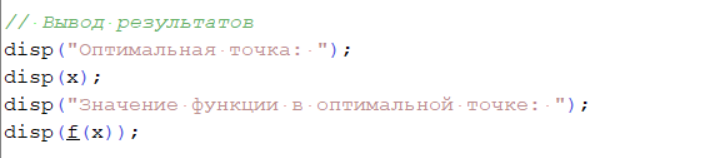 // Вывод результатов
disp("Оптимальная точка: ");
disp(x);
disp("Значение функции в оптимальной точке: ");
disp(f(x));